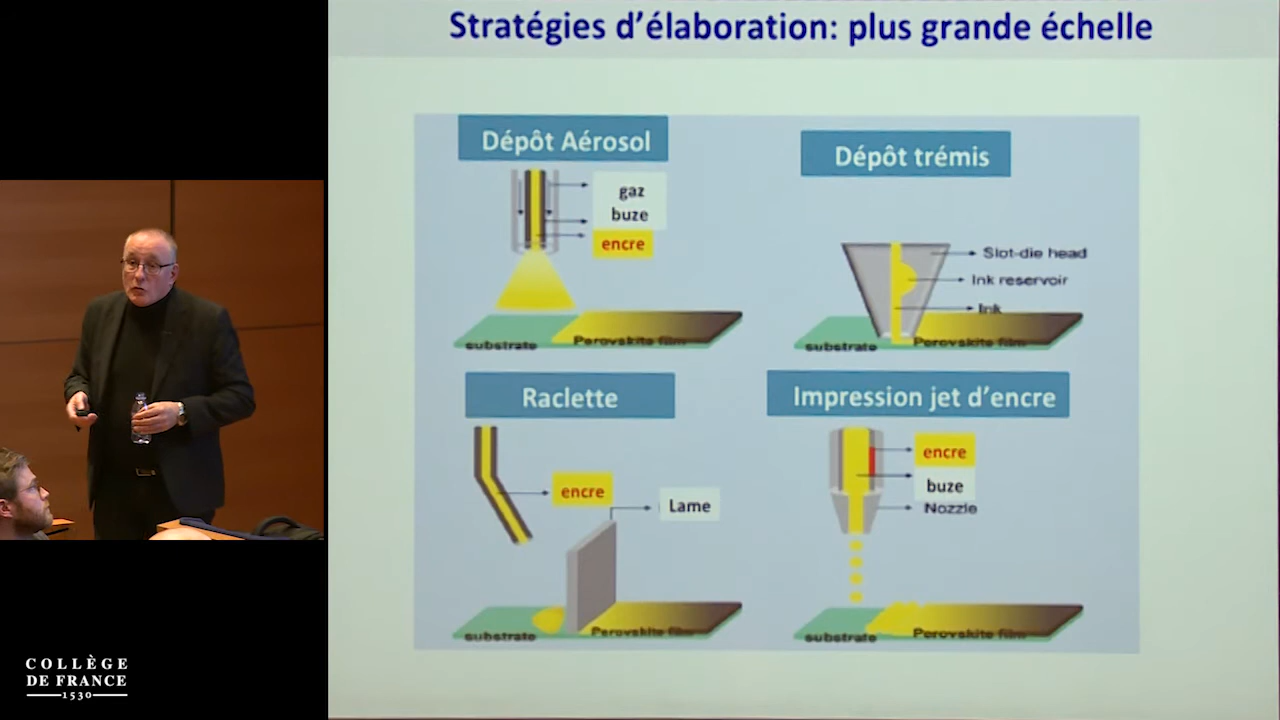 Stratégies d'élaboration: plus grande échelle
Dépôt Aérosol
gaz
buze
encre
substrate
Perovskite film
Dépôt trémis
Slot-die head
Ink reservoir
Ink
substrate
Perovskite film
Raclette
encre
Lame
substrate
Perovskite film
Impression jet d'encre
encre
buze
Nozzle
substrate
Perovskite film
COLLÈGE
DE FRANCE
1530